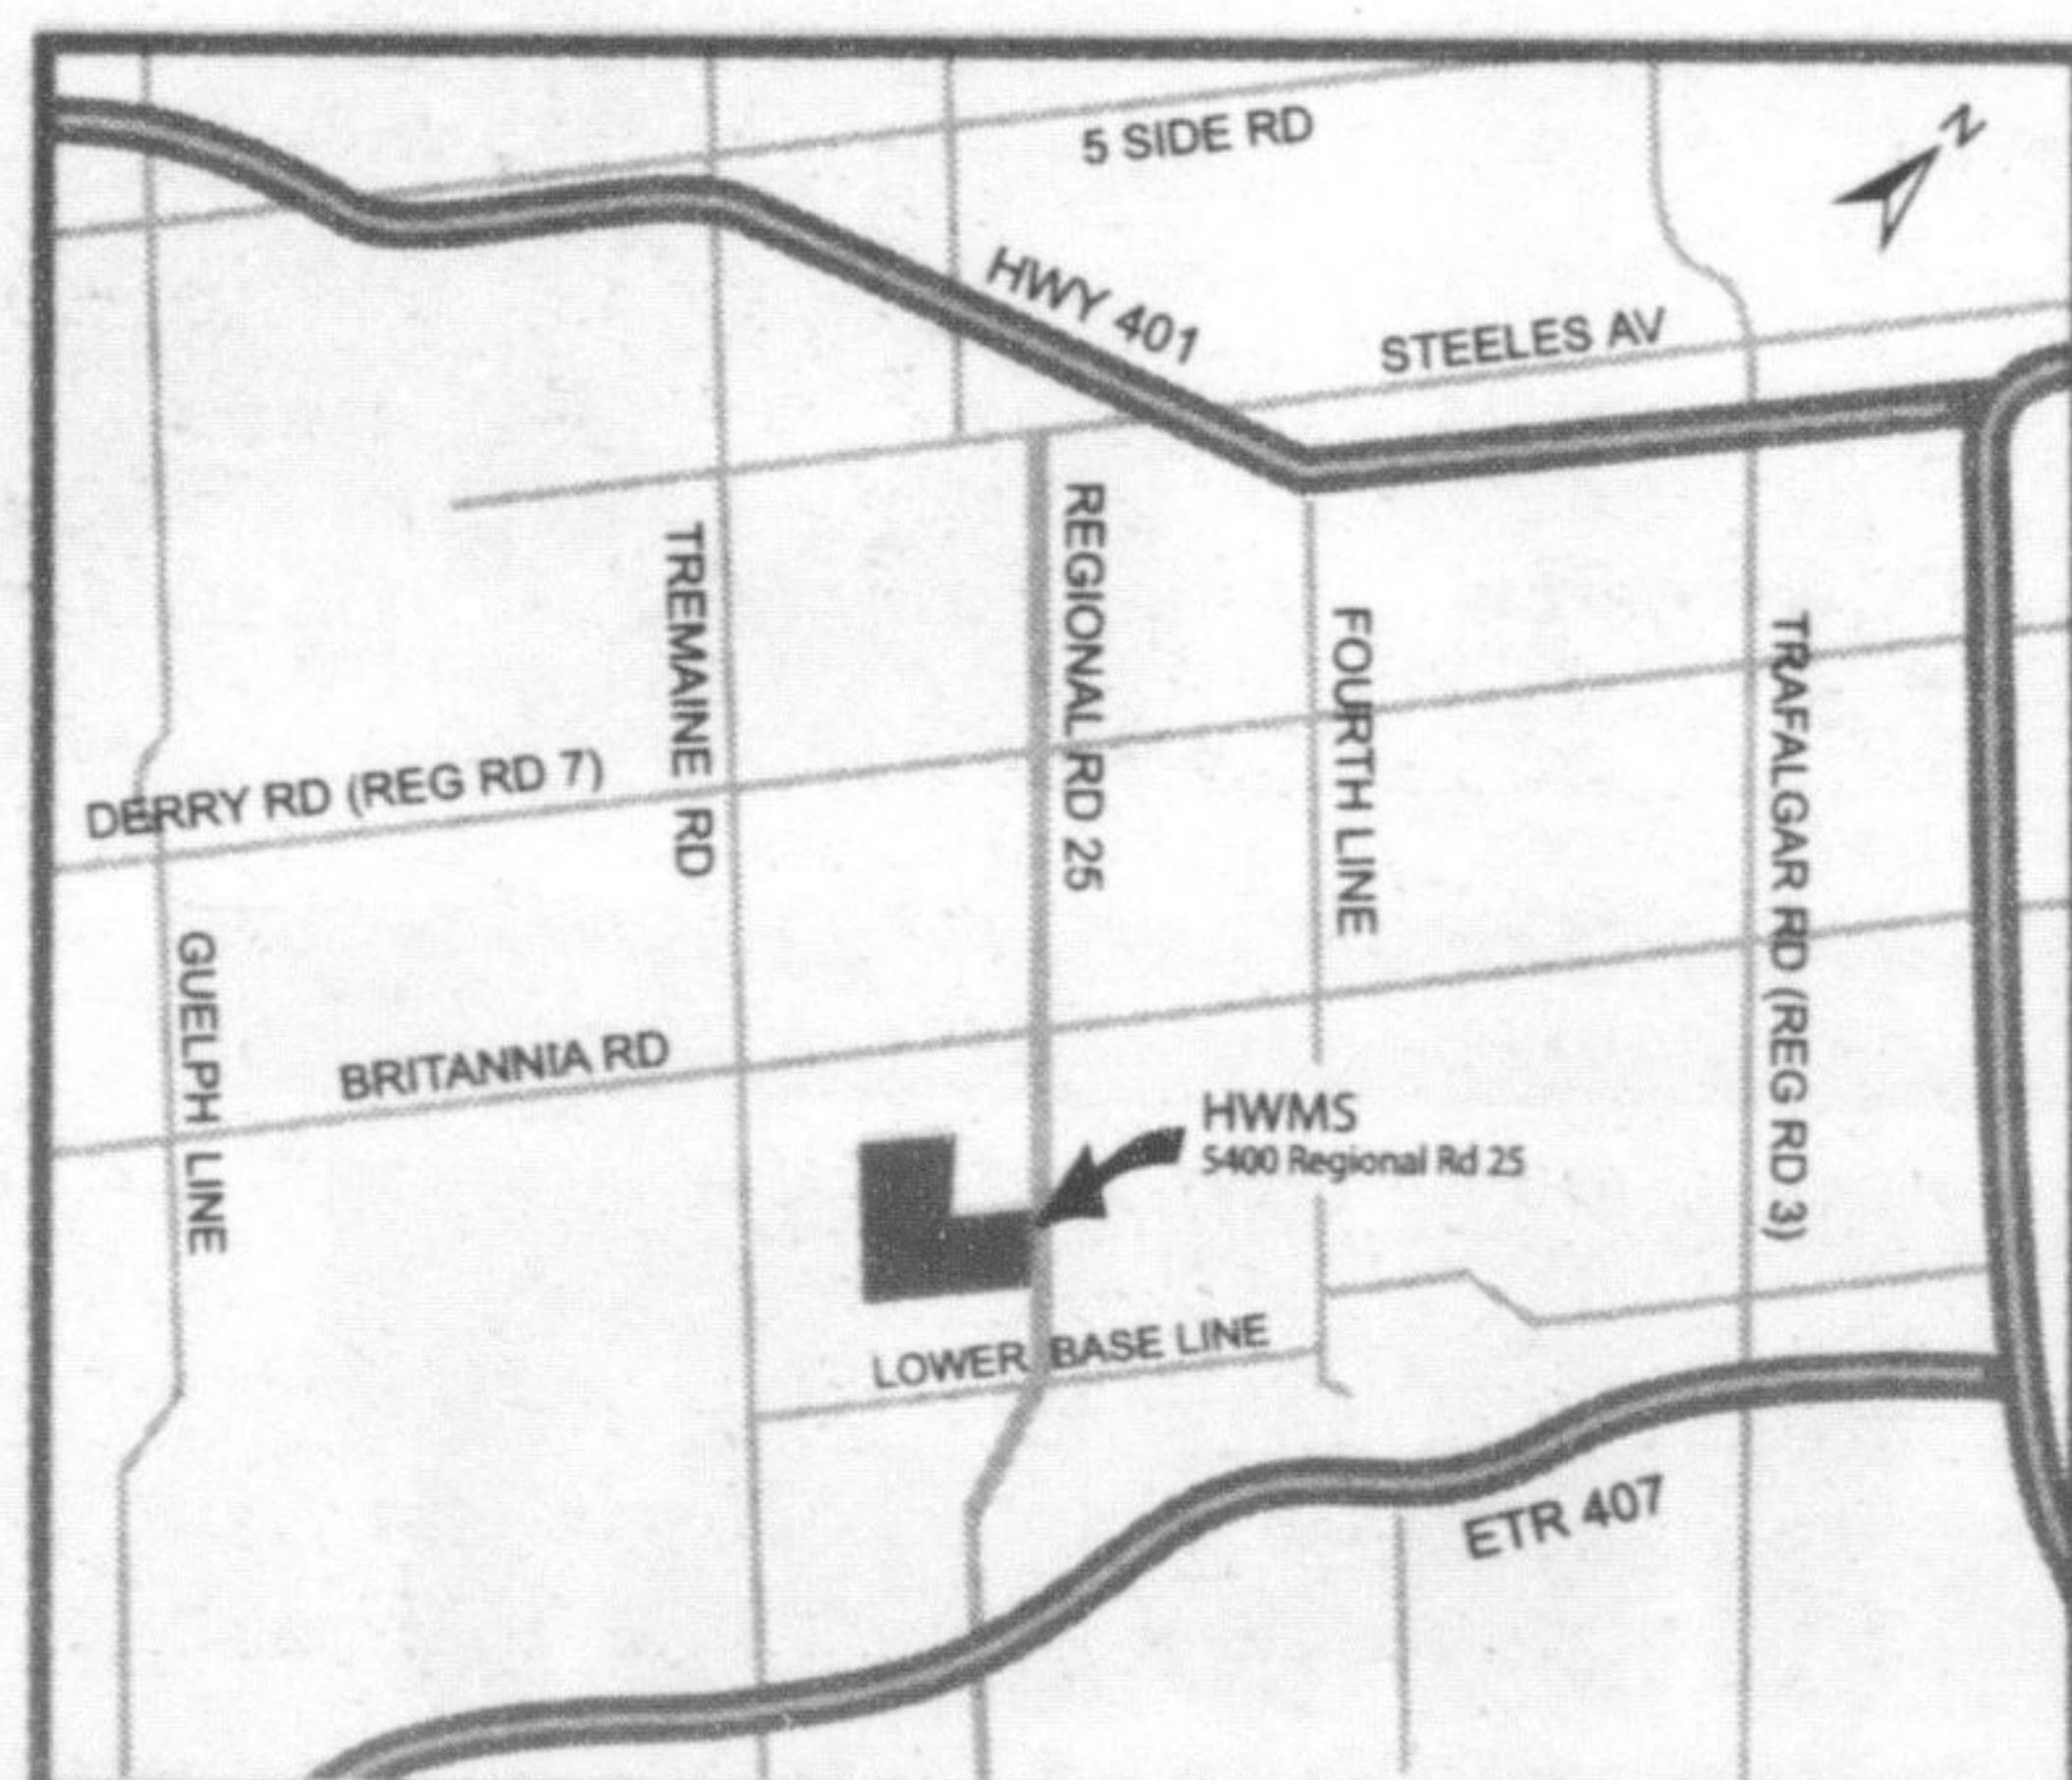 5 SIDE RD
N
HWY 401
STEELES AV
TREMAINE RD
REGIONAL RD 25
FOURTH LINE
TRAFALGAR RD (REG RD 3)
DERRY RD (REG RD 7)
GUELPH LINE
BRITANNIA RD
HWMS
5400 Regional Rd 25
LOWER BASE LINE
ETR 407